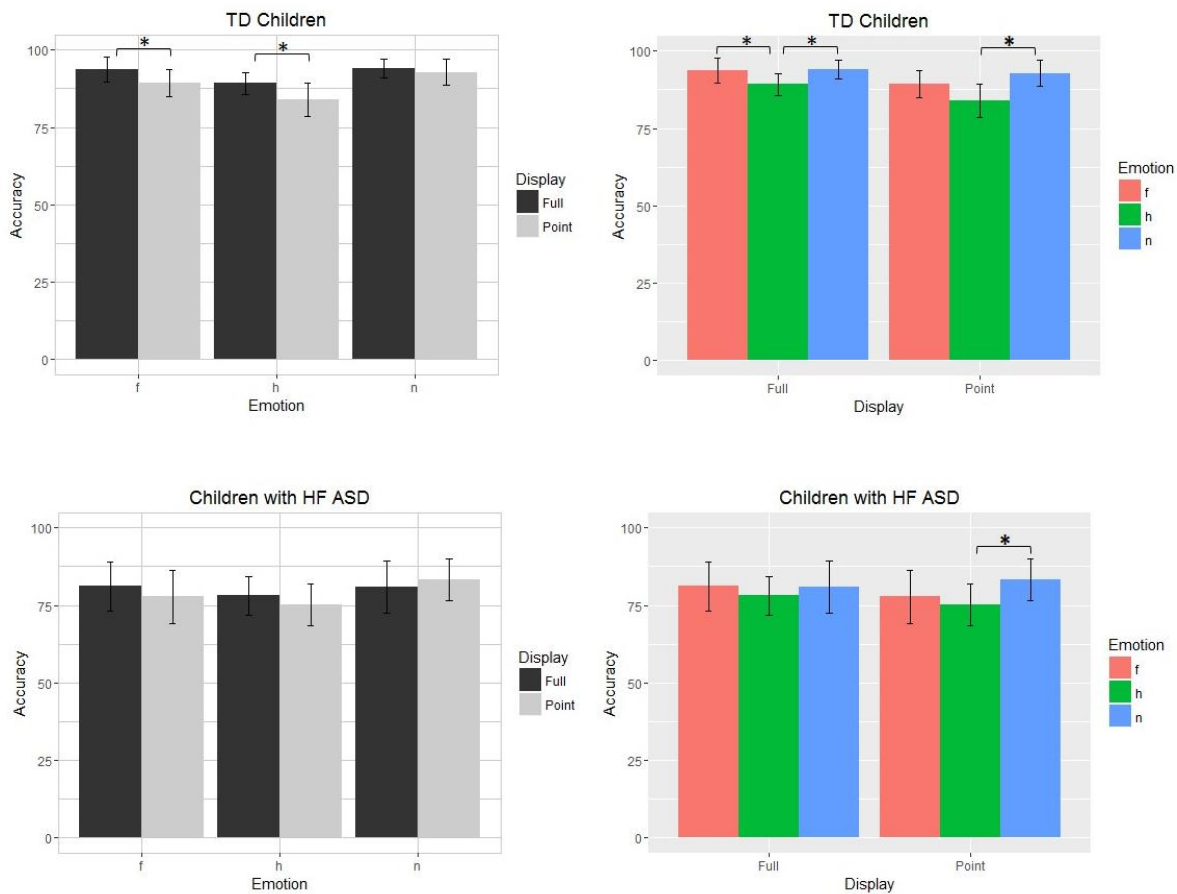 TD Children
* *
100
75
50
25
0
Accuracy
f h n
Emotion
Display
Full
Point
TD Children
* * *
100
75
50
25
0
Accuracy
Full Point
Display
Emotion
f
h
n
Children with HF ASD
100
75
50
25
0
Accuracy
f h n
Emotion
Display
Full
Point
Children with HF ASD
*
100
75
50
25
0
Accuracy
Full Point
Display
Emotion
f
h
n